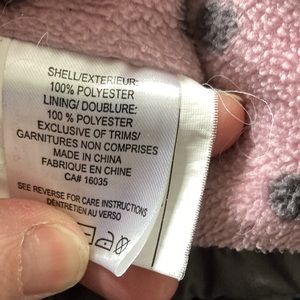 SHELL/EXTERIEUR:
100% POLYESTER
LINING/ DOUBLURE:
100 % POLYESTER
EXCLUSIVE OF TRIMS/
GARNITURES NON COMPRISES
MADE IN CHINA
FABRIQUE EN CHINE
CA# 16035
SEE REVERSE FOR CARE INSTRUCTIONS
DENTRETIEN AU VERSO